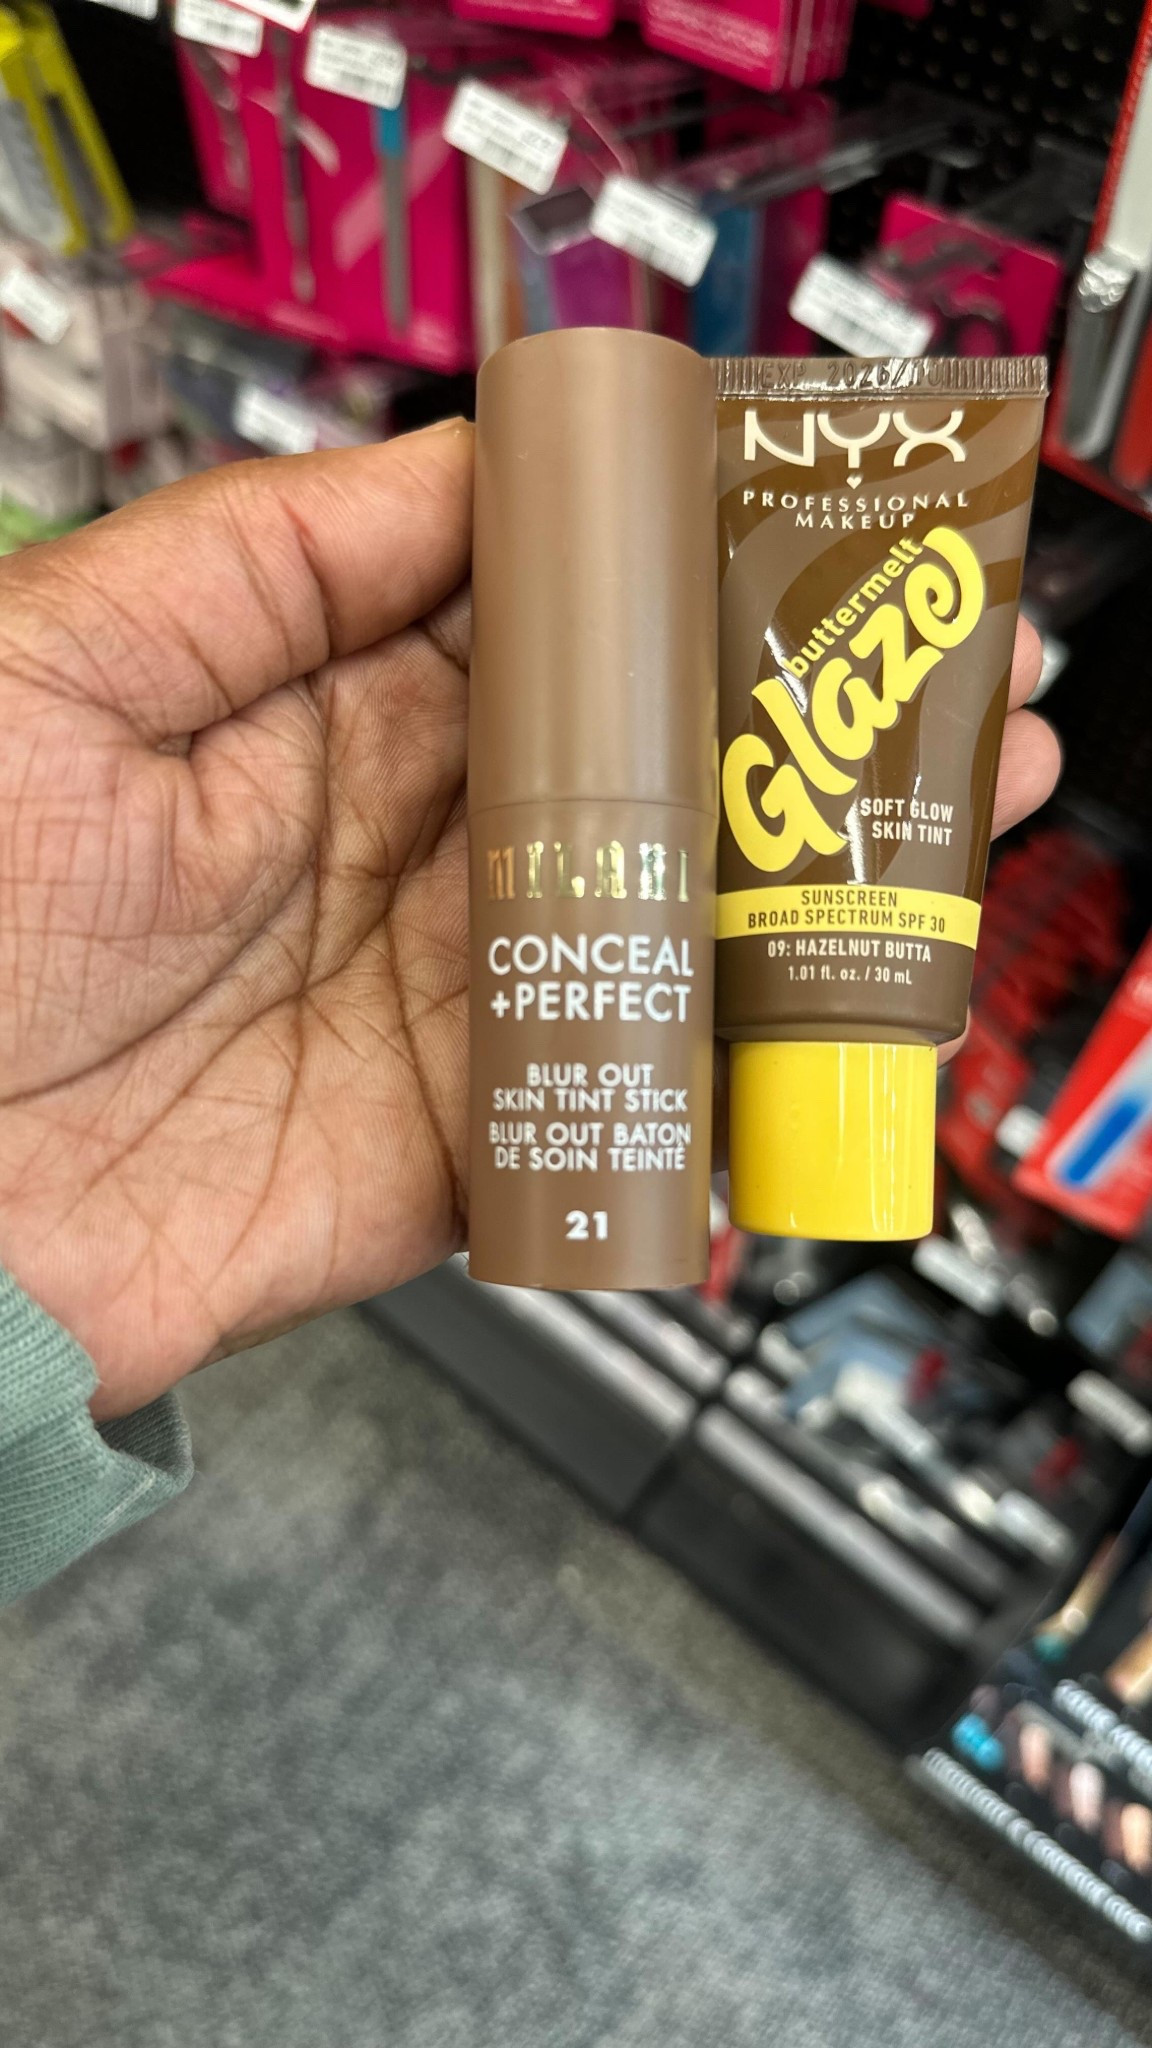 MILANI
CONCEAL
+PERFECT
BLUR OUT
SKIN TINT STICK
BLUR OUT BATON
DE SOIN TEINTÉ
21
EXP 2026/10
NYX
PROFESSIONAL
MAKEUP
buttermelt
Glaze
SOFT GLOW
SKIN TINT
SUNSCREEN
BROAD SPECTRUM SPF 30
09: HAZELNUT BUTTA
1.01 fl. oz. / 30 mL